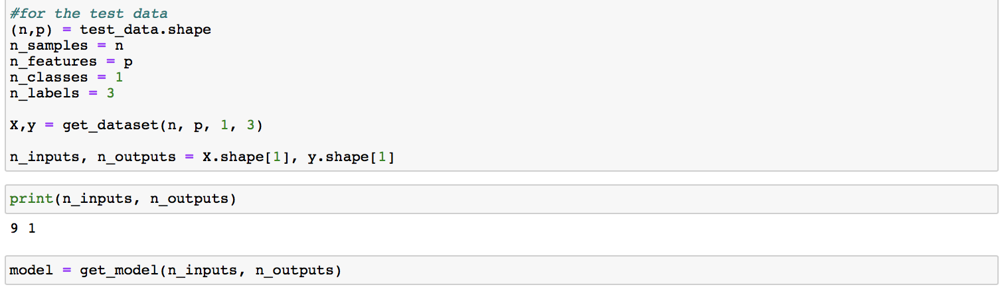 #for the test data
(n,p) = test_data.shape
n_samples = n
n_features = p
n_classes = 1
n_labels = 3
X,y = get_dataset(n, p, 1, 3)
n_inputs, n_outputs = X.shape[1], y.shape[1]
print(n_inputs, n_outputs)
9 1
model = get_model(n_inputs, n_outputs)